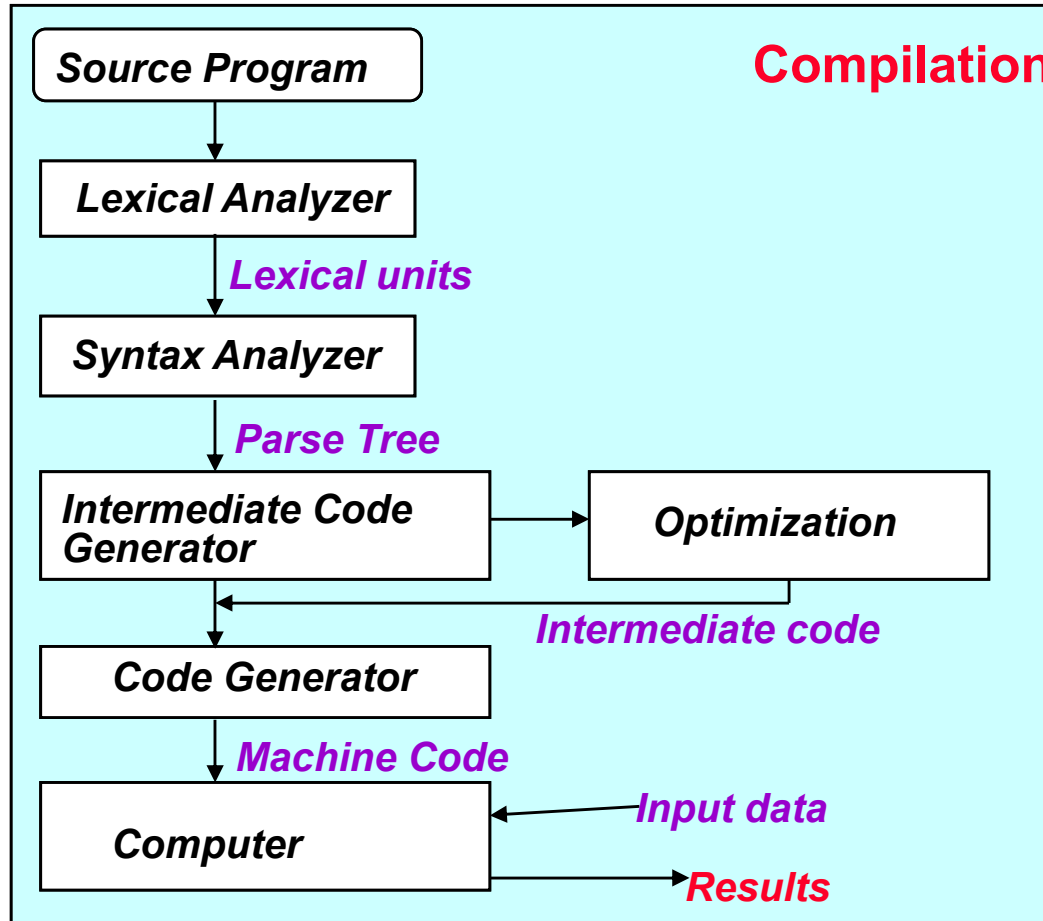 Source Program
Compilation
Lexical Analyzer
Lexical units
Syntax Analyzer
Parse Tree
Intermediate Code
Generator
Optimization
Intermediate code
Code Generator
Machine Code
Input data
Computer
Results